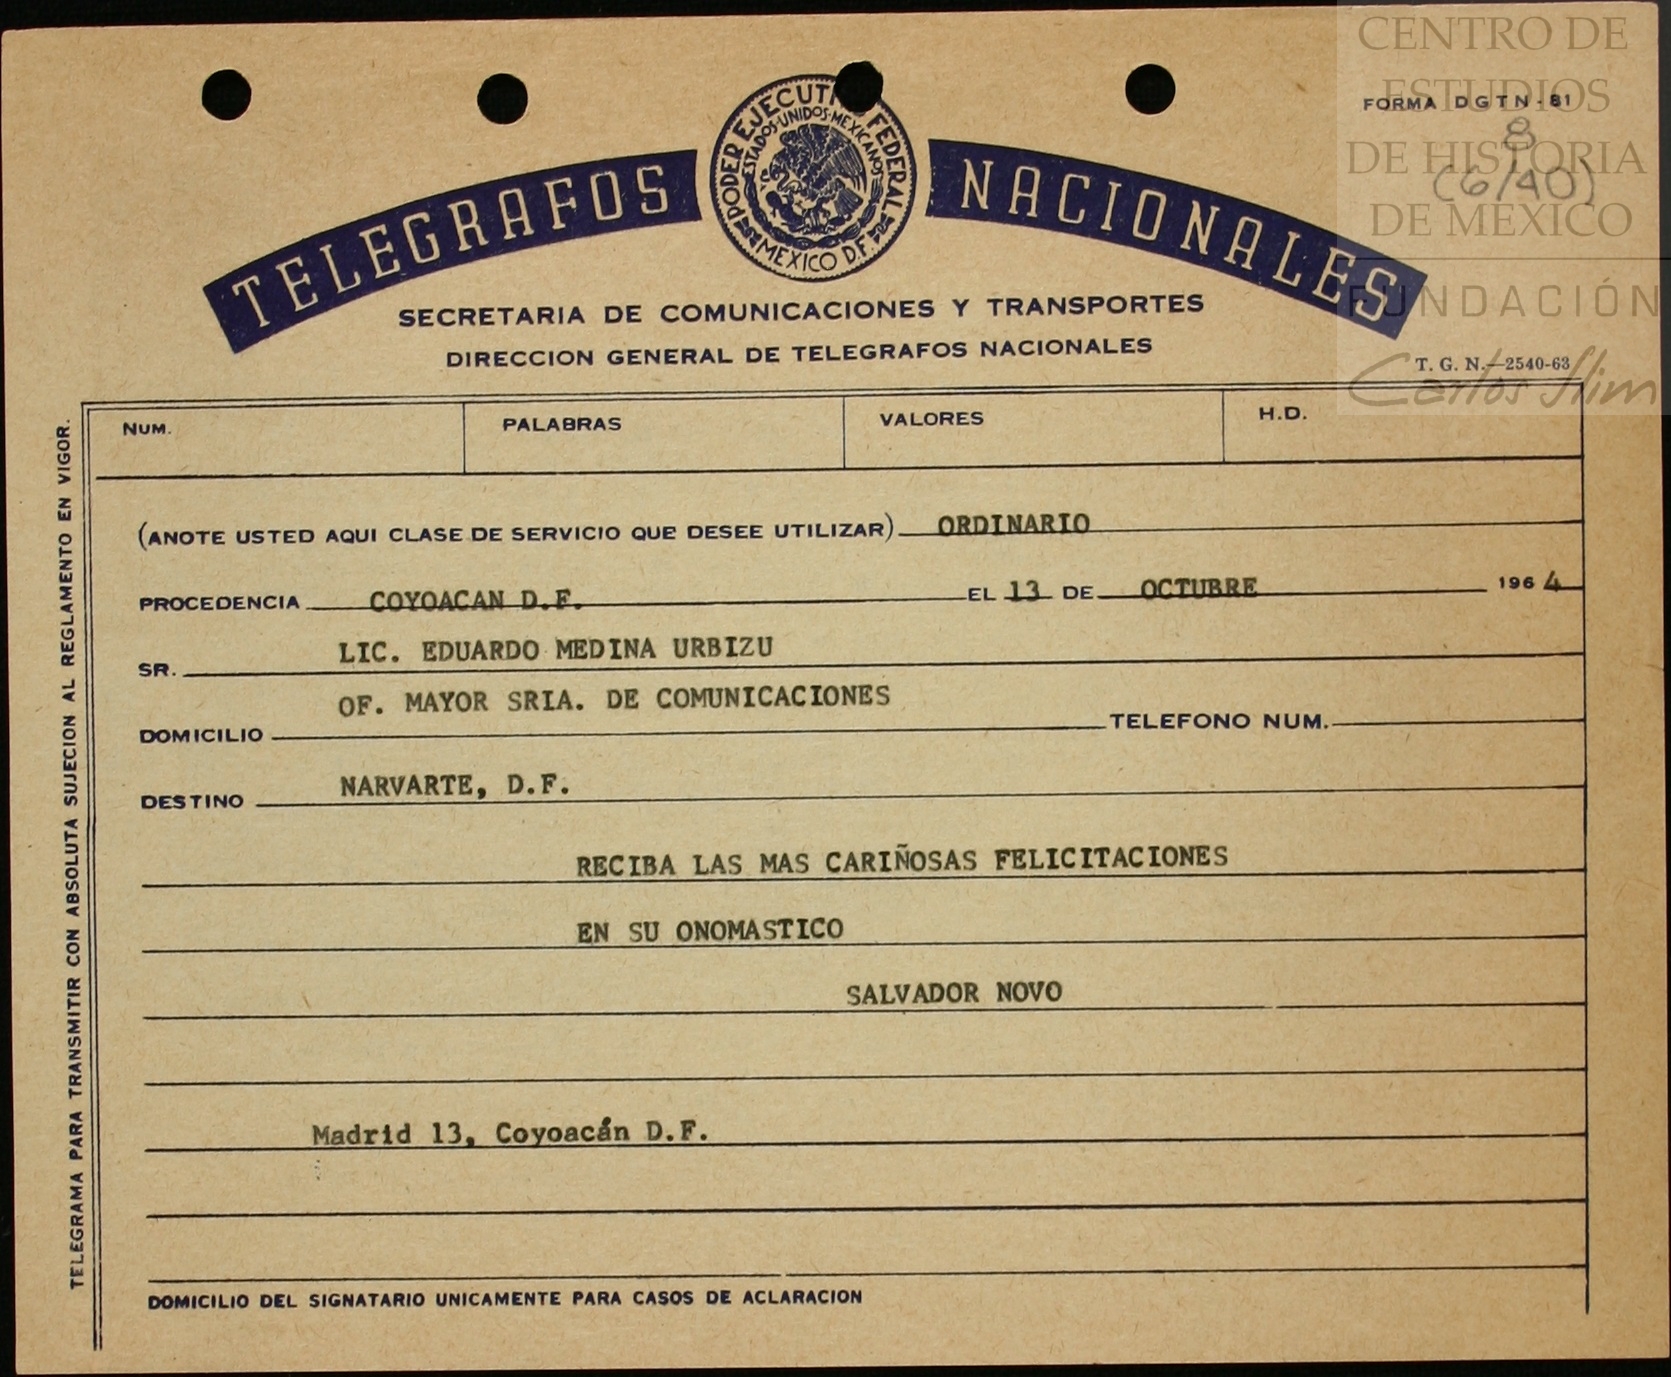 CENTRO DE
ESTUDIOS
DE HISTORIA
DE MÉXICO
FUNDACIÓN
Carlos Slim
FORMA DGTN-81
8
(6/40)
TELEGRAFOS NACIONALES
PODER EJECUTIVO FEDERAL
ESTADOS·UNIDOS·MEXICANOS
MEXICO D.F.
SECRETARIA DE COMUNICACIONES Y TRANSPORTES
DIRECCION GENERAL DE TELEGRAFOS NACIONALES
T. G. N.—2540-63
NUM. PALABRAS VALORES H.D.
(ANOTE USTED AQUI CLASE DE SERVICIO QUE DESEE UTILIZAR) ORDINARIO
PROCEDENCIA COYOACAN D.F. EL 13 DE OCTUBRE 1964
SR. LIC. EDUARDO MEDINA URBIZU
OF. MAYOR SRIA. DE COMUNICACIONES
DOMICILIO TELEFONO NUM.
DESTINO NARVARTE, D.F.
RECIBA LAS MAS CARIÑOSAS FELICITACIONES
EN SU ONOMASTICO
SALVADOR NOVO
Madrid 13, Coyoacán D.F.
DOMICILIO DEL SIGNATARIO UNICAMENTE PARA CASOS DE ACLARACION
TELEGRAMA PARA TRANSMITIR CON ABSOLUTA SUJECION AL REGLAMENTO EN VIGOR.